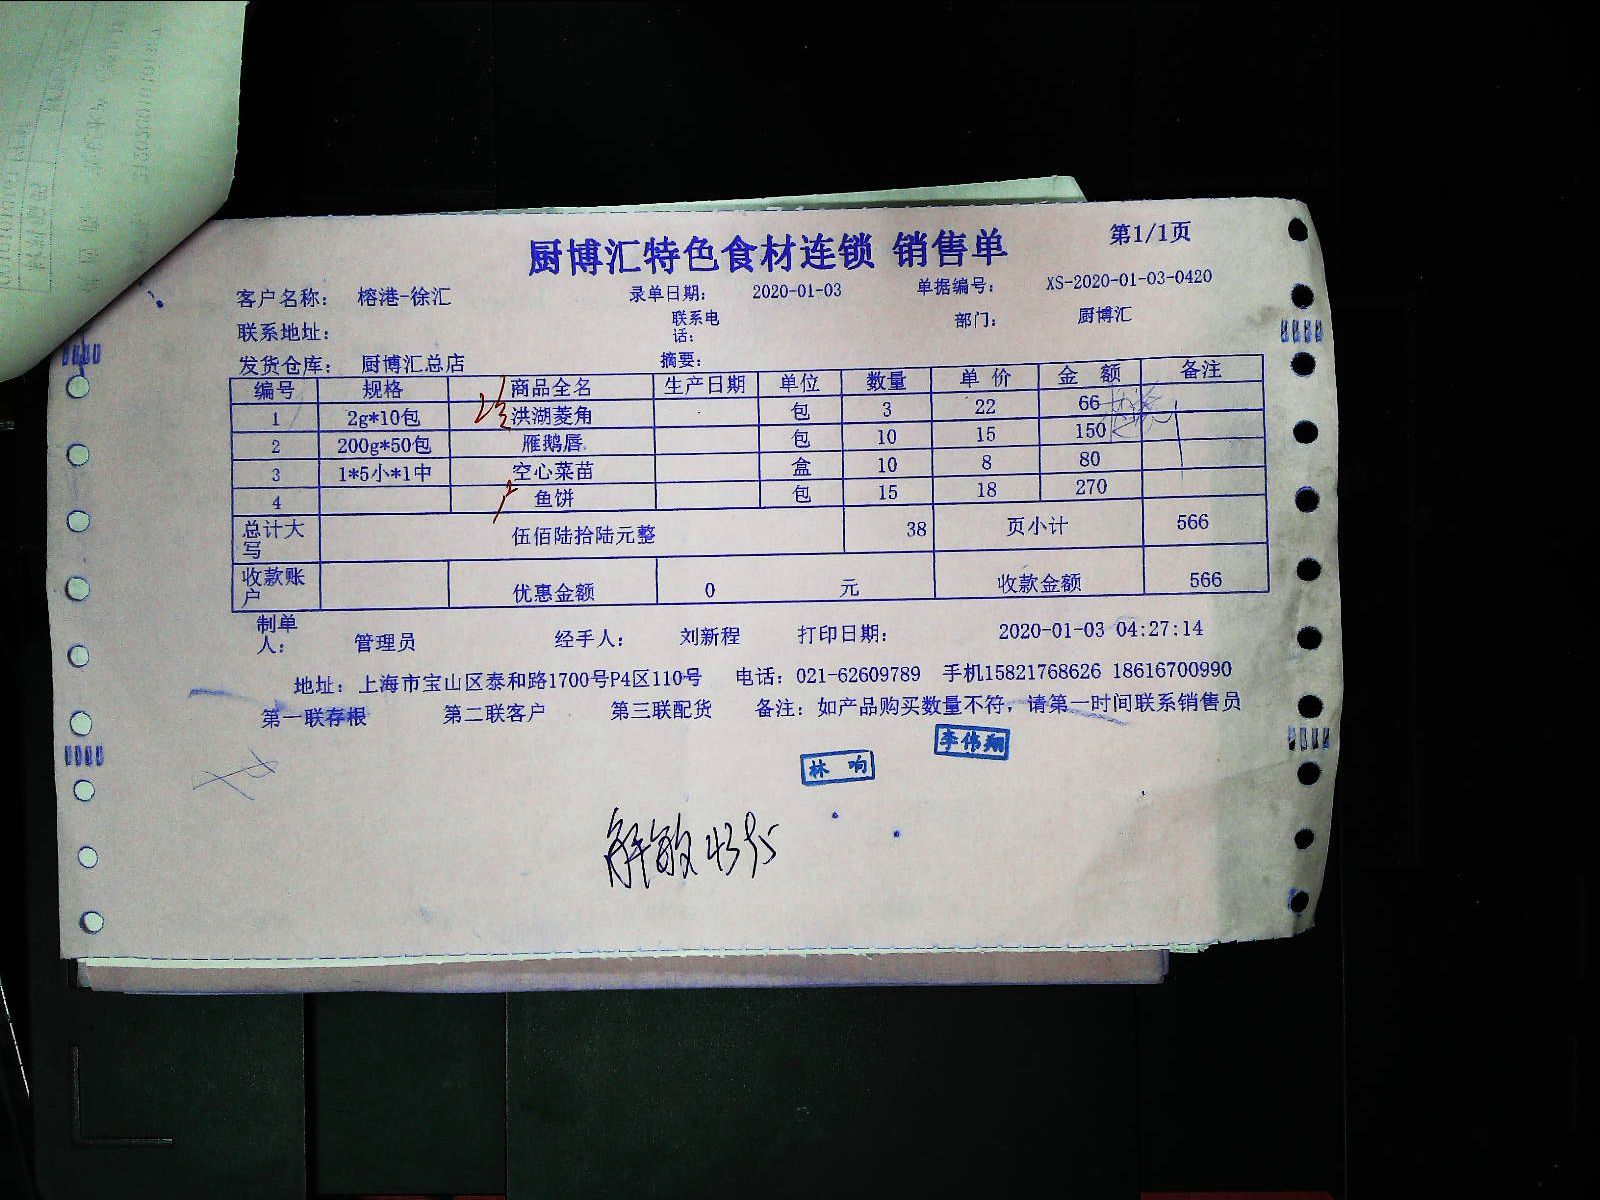 厨博汇特色食材连锁 销售单 第1/1页
客户名称： 榕港-徐汇 录单日期： 2020-01-03 单据编号： XS-2020-01-03-0420
联系地址： 联系电话： 部门： 厨博汇
发货仓库： 厨博汇总店 摘要：
编号 规格 商品全名 生产日期 单位 数量 单价 金额 备注
1 2g*10包 洪湖菱角 包 3 22 66
2 200g*50包 雁鹅唇 包 10 15 150
3 1*5小*1中 空心菜苗 盒 10 8 80
4 鱼饼 包 15 18 270
总计大写 伍佰陆拾陆元整 38 页小计 566
收款账户 优惠金额 0 元 收款金额 566
制单人： 管理员 经手人： 刘新程 打印日期： 2020-01-03 04:27:14
地址：上海市宝山区泰和路1700号P4区110号 电话：021-62609789 手机15821768626 18616700990
第一联存根 第二联客户 第三联配货 备注：如产品购买数量不符，请第一时间联系销售员
李伟翔
林响